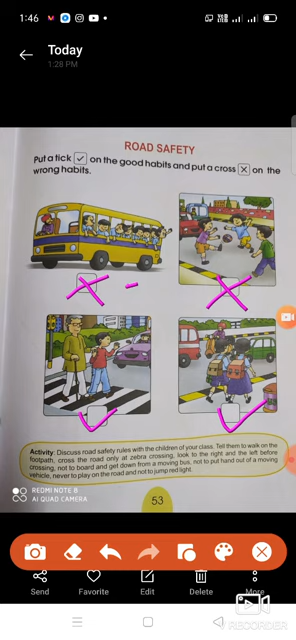 1:46
Today
1:28 PM
ROAD SAFETY
Put a tick ✓ on the good habits and put a cross X on the
wrong habits.
Activity: Discuss road safety rules with the children of your class. Tell them to walk on the
footpath, cross the road only at zebra crossing, look to the right and the left before
crossing, not to board and get down from a moving bus, not to put hand out of a moving
vehicle, never to play on the road and not to jump red light.
REDMI NOTE 8
AI QUAD CAMERA
53
Send
Favorite
Edit
Delete
More
RECORDER